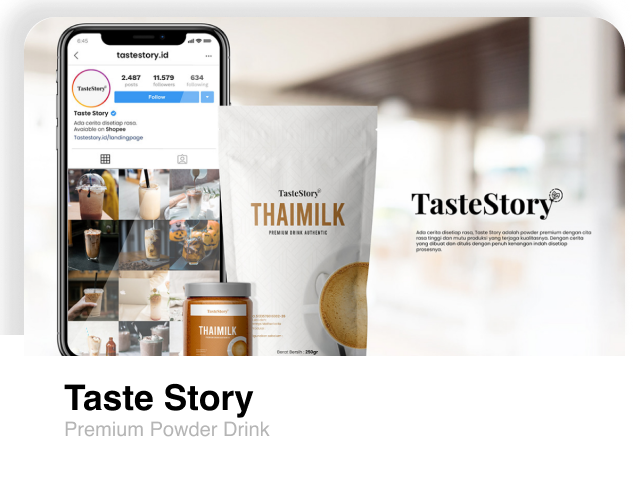 6:45
tastestory.id
TasteStory
2.487 11.579 634
posts followers following
Follow
Taste Story
Ada cerita disetiap rasa.
Available on Shopee
Tastestory.id/landingpage
TasteStory
THAIMILK
PREMIUM DRINK AUTHENTIC
Berat Bersih : 250gr
TasteStory
THAIMILK
TasteStory
Ada cerita disetiap rasa, Taste Story adalah powder premium dengan cita
rasa tinggi dan mutu produksi yang terjaga kualitasnya. Dengan cerita
yang dibuat dan ditulis dengan penuh kenangan indah disetiap
prosesnya.
Taste Story
Premium Powder Drink